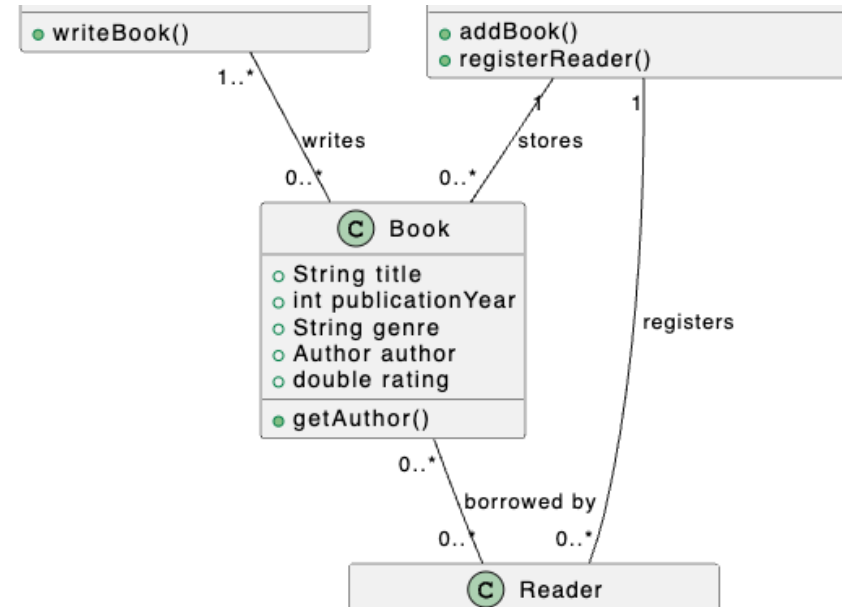 writeBook()
addBook()
registerReader()
1..*
1
1
writes
stores
0..*
0..*
C Book
String title
int publicationYear
String genre
Author author
double rating
getAuthor()
registers
0..*
borrowed by
0..*
0..*
C Reader